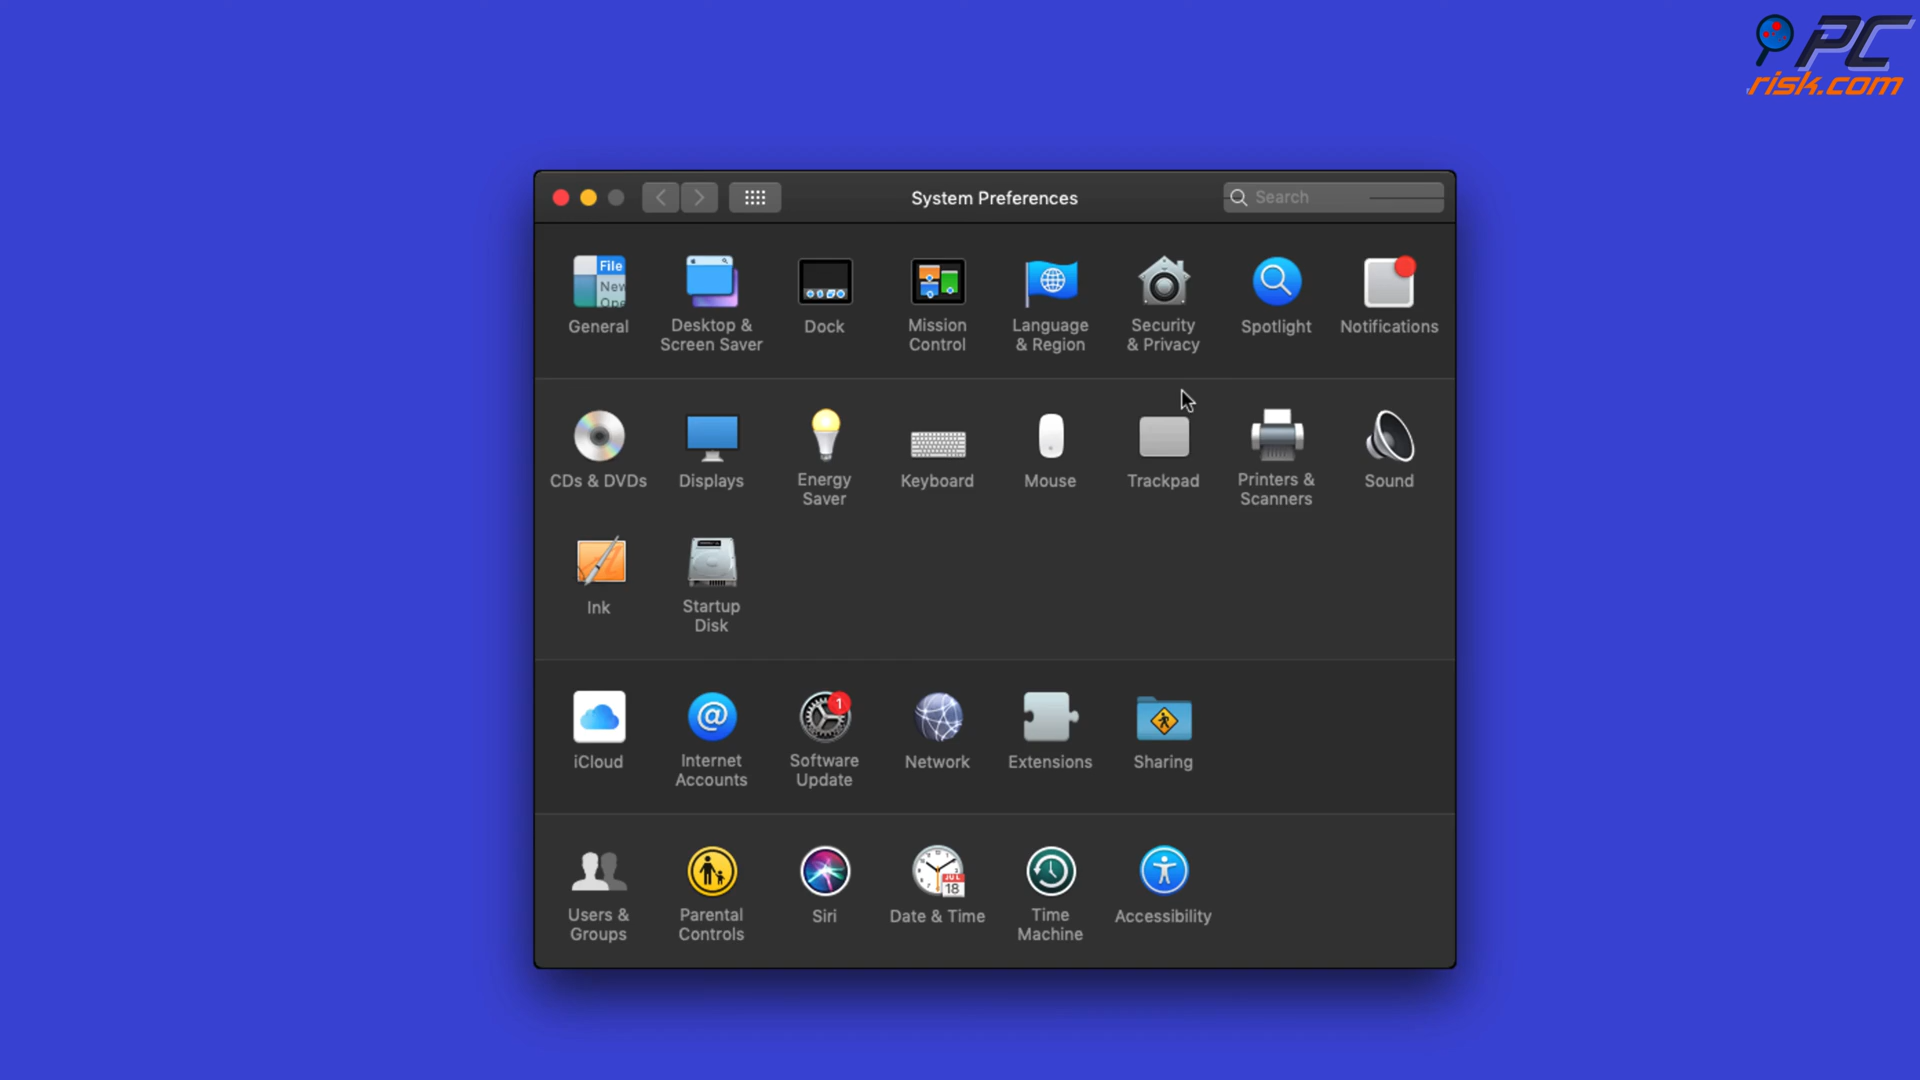 PC
risk.com
System Preferences
Search
File
New
Ope
General
Desktop &
Screen Saver
Dock
Mission
Control
Language
& Region
Security
& Privacy
Spotlight
Notifications
CDs & DVDs
Displays
Energy
Saver
Keyboard
Mouse
Trackpad
Printers &
Scanners
Sound
Ink
Startup
Disk
iCloud
@
Internet
Accounts
1
Software
Update
Network
Extensions
Sharing
Users &
Groups
Parental
Controls
Siri
JUL
18
Date & Time
Time
Machine
Accessibility